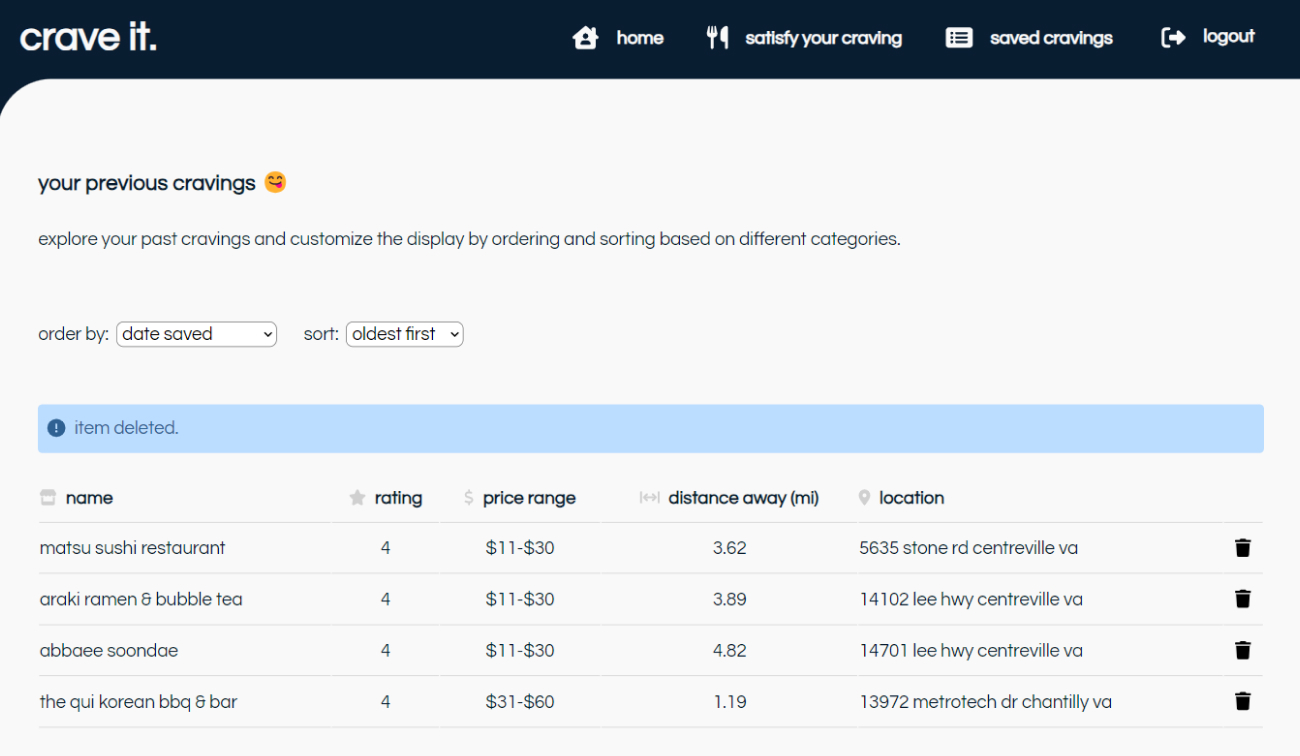 crave it.
home satisfy your craving saved cravings logout
your previous cravings 😋
explore your past cravings and customize the display by ordering and sorting based on different categories.
order by: date saved sort: oldest first
item deleted.
name rating price range distance away (mi) location
matsu sushi restaurant 4 $11-$30 3.62 5635 stone rd centreville va
araki ramen & bubble tea 4 $11-$30 3.89 14102 lee hwy centreville va
abbaee soondae 4 $11-$30 4.82 14701 lee hwy centreville va
the qui korean bbq & bar 4 $31-$60 1.19 13972 metrotech dr chantilly va